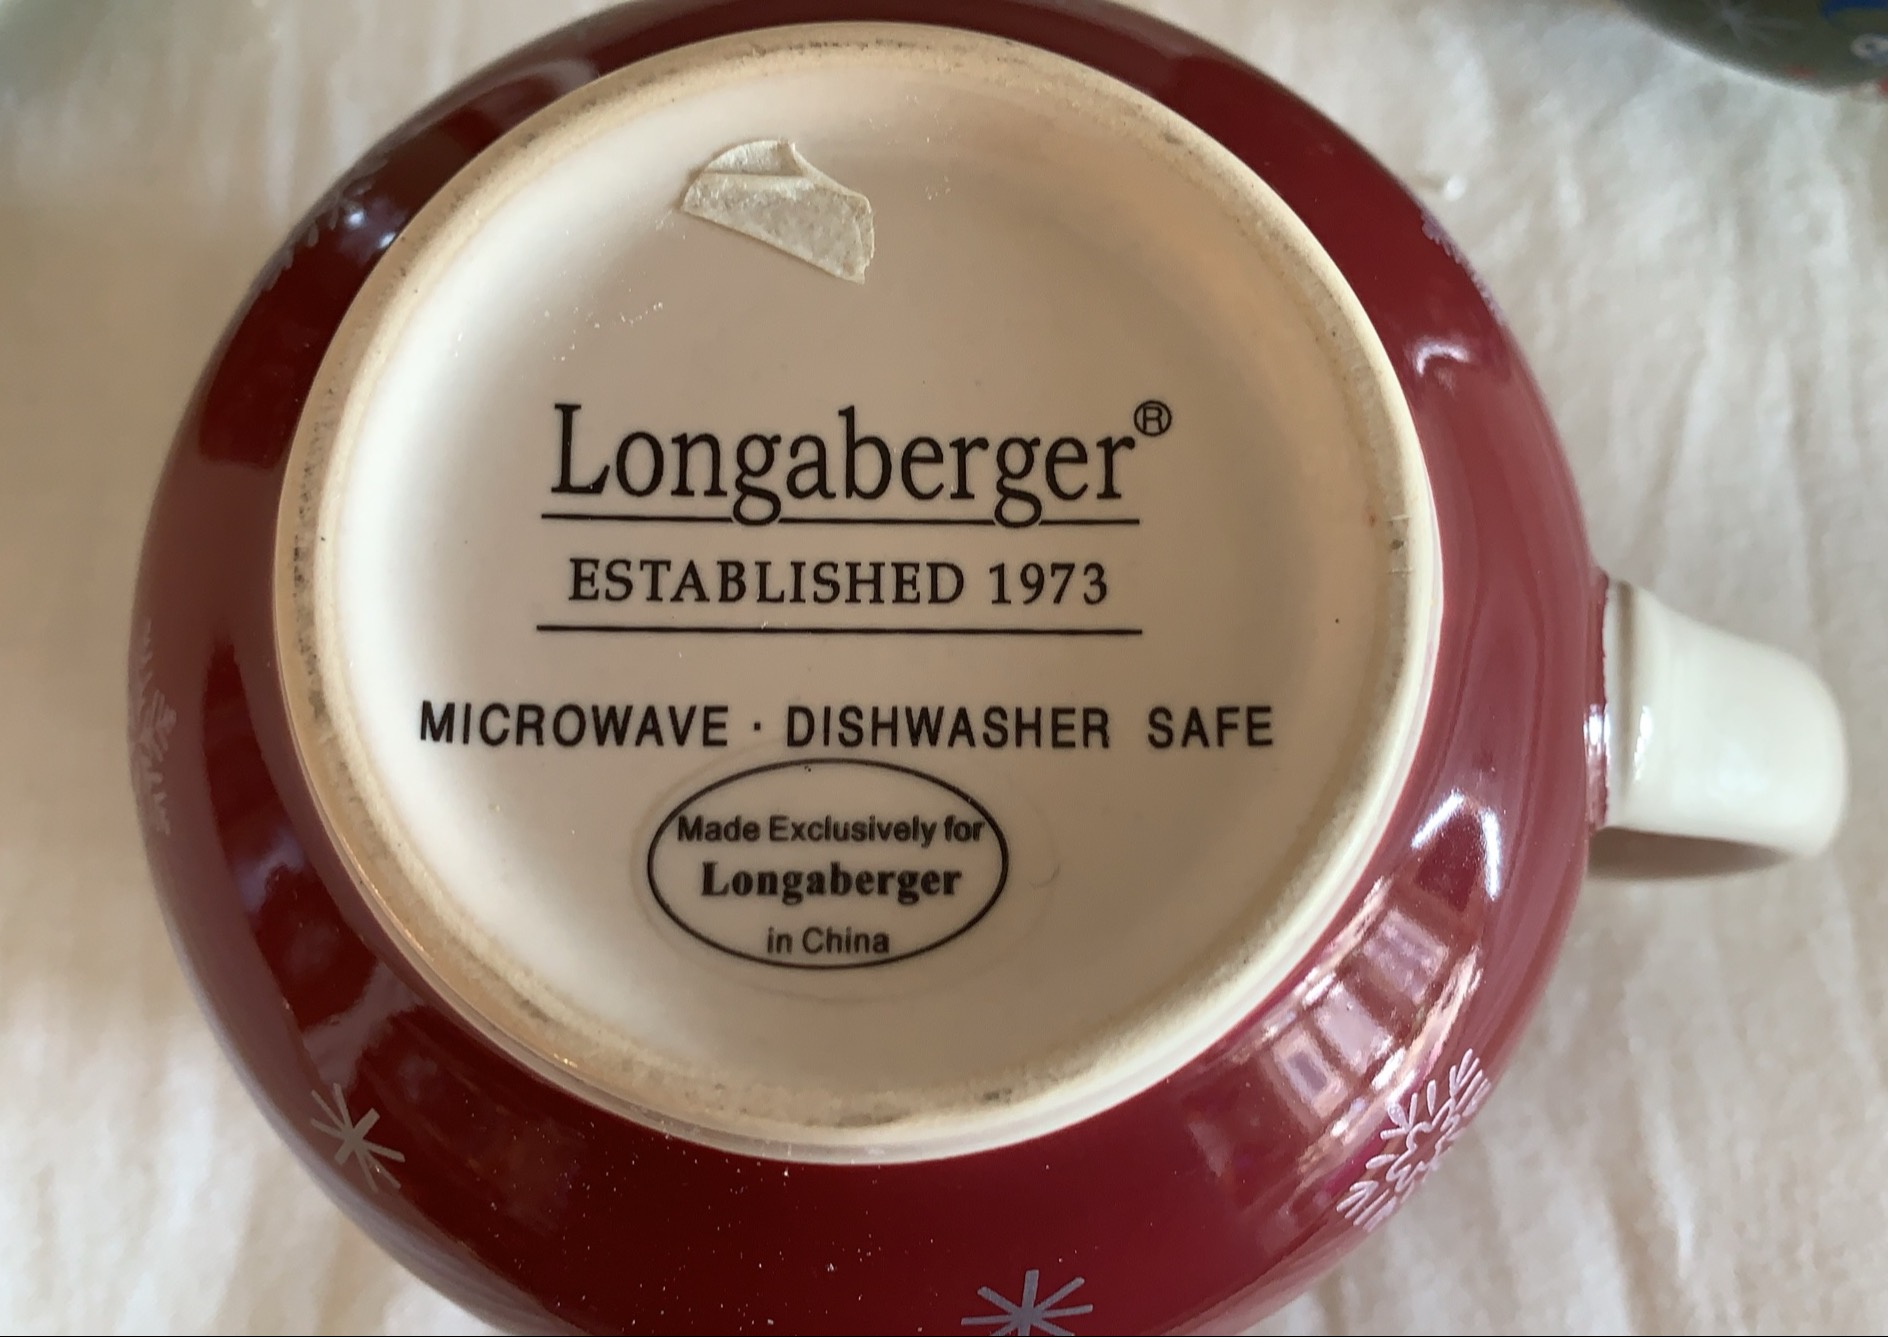 Longaberger®
ESTABLISHED 1973
MICROWAVE · DISHWASHER SAFE
Made Exclusively for
Longaberger
in China